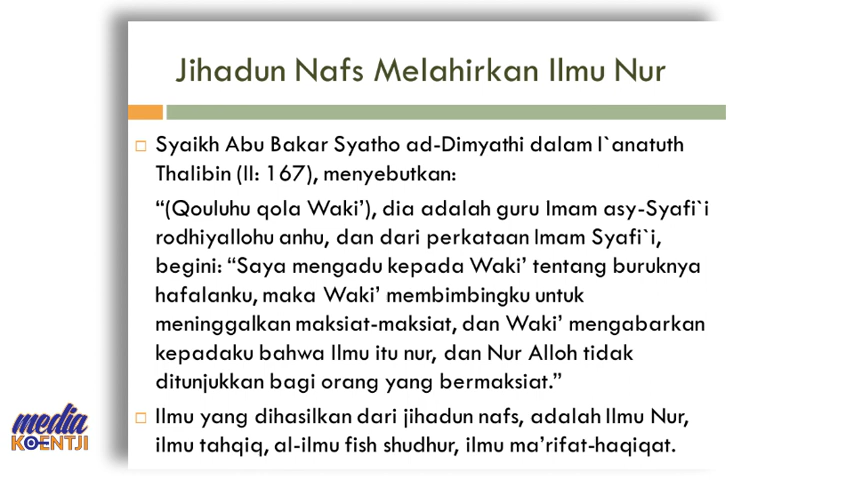 Jihadun Nafs Melahirkan Ilmu Nur
Syaikh Abu Bakar Syatho ad-Dimyathi dalam I`anatuth
Thalibin (II: 167), menyebutkan:
“(Qouluhu qola Waki’), dia adalah guru Imam asy-Syafi`i
rodhiyallohu anhu, dan dari perkataan Imam Syafi`i,
begini: “Saya mengadu kepada Waki’ tentang buruknya
hafalanku, maka Waki’ membimbingku untuk
meninggalkan maksiat-maksiat, dan Waki’ mengabarkan
kepadaku bahwa Ilmu itu nur, dan Nur Alloh tidak
ditunjukkan bagi orang yang bermaksiat.”
Ilmu yang dihasilkan dari jihadun nafs, adalah Ilmu Nur,
ilmu tahqiq, al-ilmu fish shudhur, ilmu ma’rifat-haqiqat.
media
KOENTJI